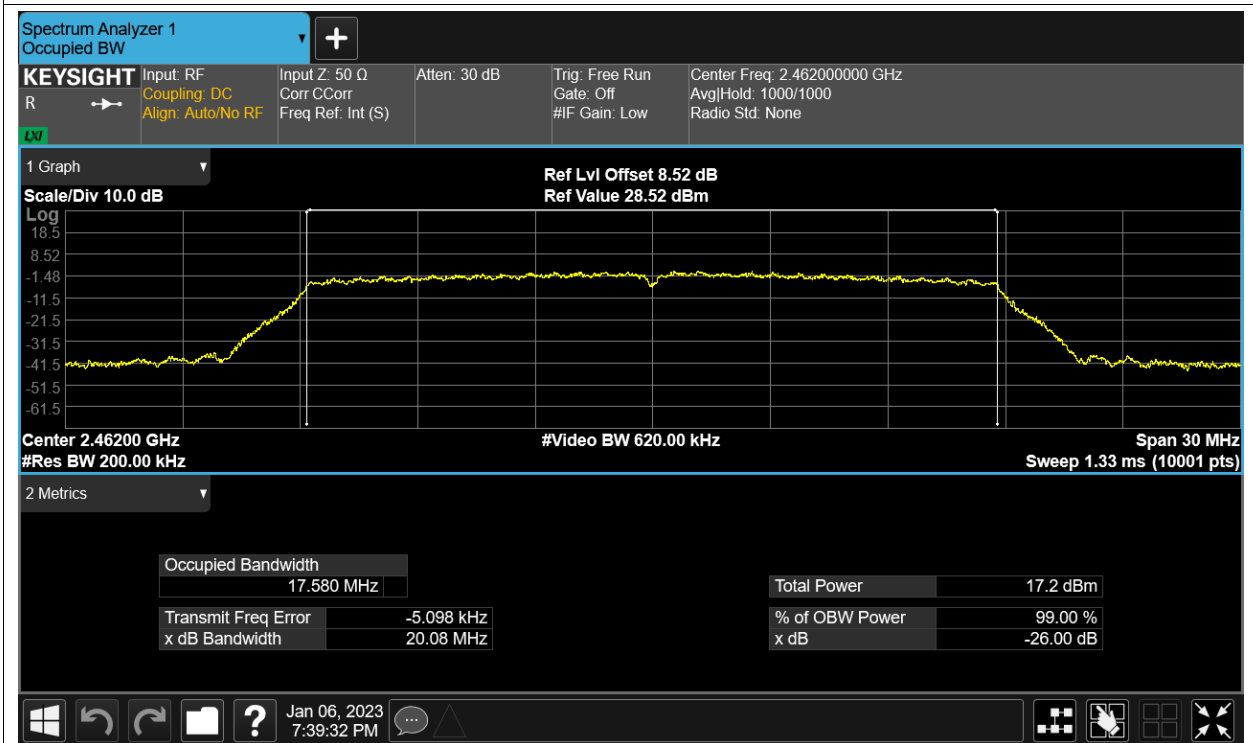 Spectrum Analyzer 1
Occupied BW
KEYSIGHT
R
LXI
Input: RF
Coupling: DC
Align: Auto/No RF
Input Z: 50 Ω
Corr CCorr
Freq Ref: Int (S)
Atten: 30 dB
Trig: Free Run
Gate: Off
#IF Gain: Low
Center Freq: 2.462000000 GHz
Avg|Hold: 1000/1000
Radio Std: None
1 Graph
Scale/Div 10.0 dB
Ref Lvl Offset 8.52 dB
Ref Value 28.52 dBm
Log
18.5
8.52
-1.48
-11.5
-21.5
-31.5
-41.5
-51.5
-61.5
Center 2.46200 GHz
#Video BW 620.00 kHz
Span 30 MHz
#Res BW 200.00 kHz
Sweep 1.33 ms (10001 pts)
2 Metrics
Occupied Bandwidth
17.580 MHz
Total Power 17.2 dBm
Transmit Freq Error -5.098 kHz
% of OBW Power 99.00 %
x dB Bandwidth 20.08 MHz
x dB -26.00 dB
?
Jan 06, 2023
7:39:32 PM